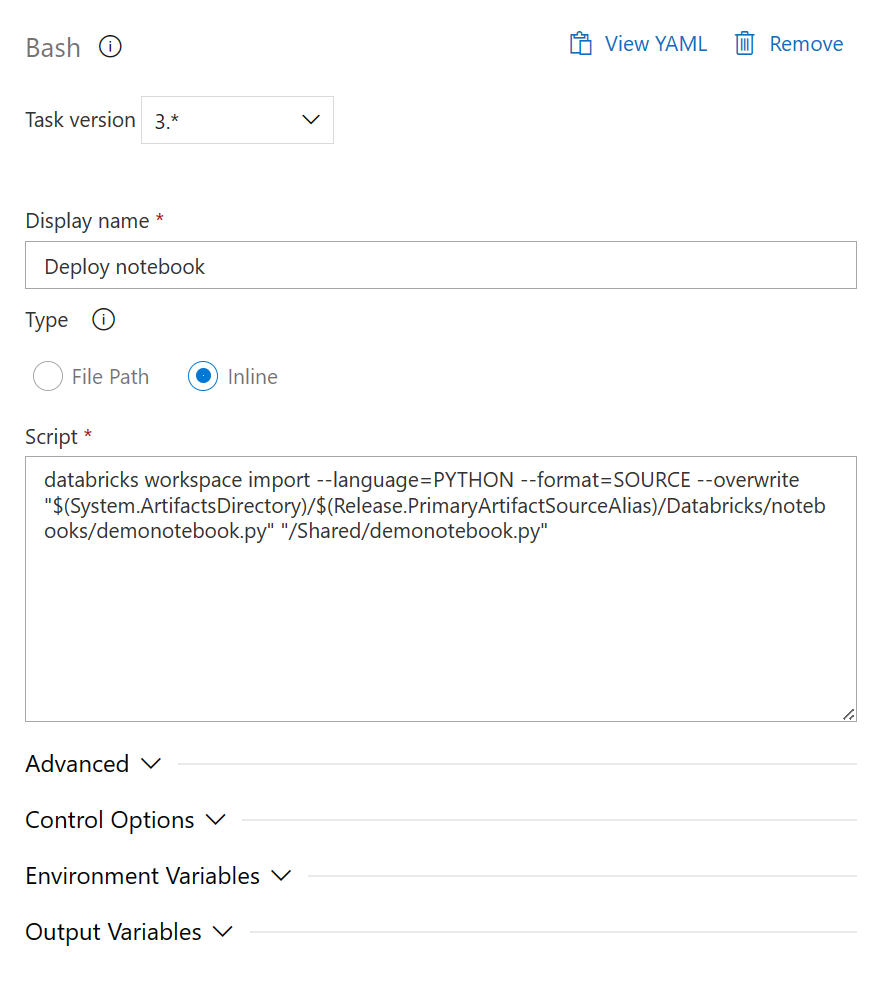 Bash
View YAML
Remove
Task version
3.*
Display name *
Deploy notebook
Type
File Path
Inline
Script *
databricks workspace import --language=PYTHON --format=SOURCE --overwrite
"$(System.ArtifactsDirectory)/$(Release.PrimaryArtifactSourceAlias)/Databricks/noteb
ooks/demonotebook.py" "/Shared/demonotebook.py"
Advanced
Control Options
Environment Variables
Output Variables